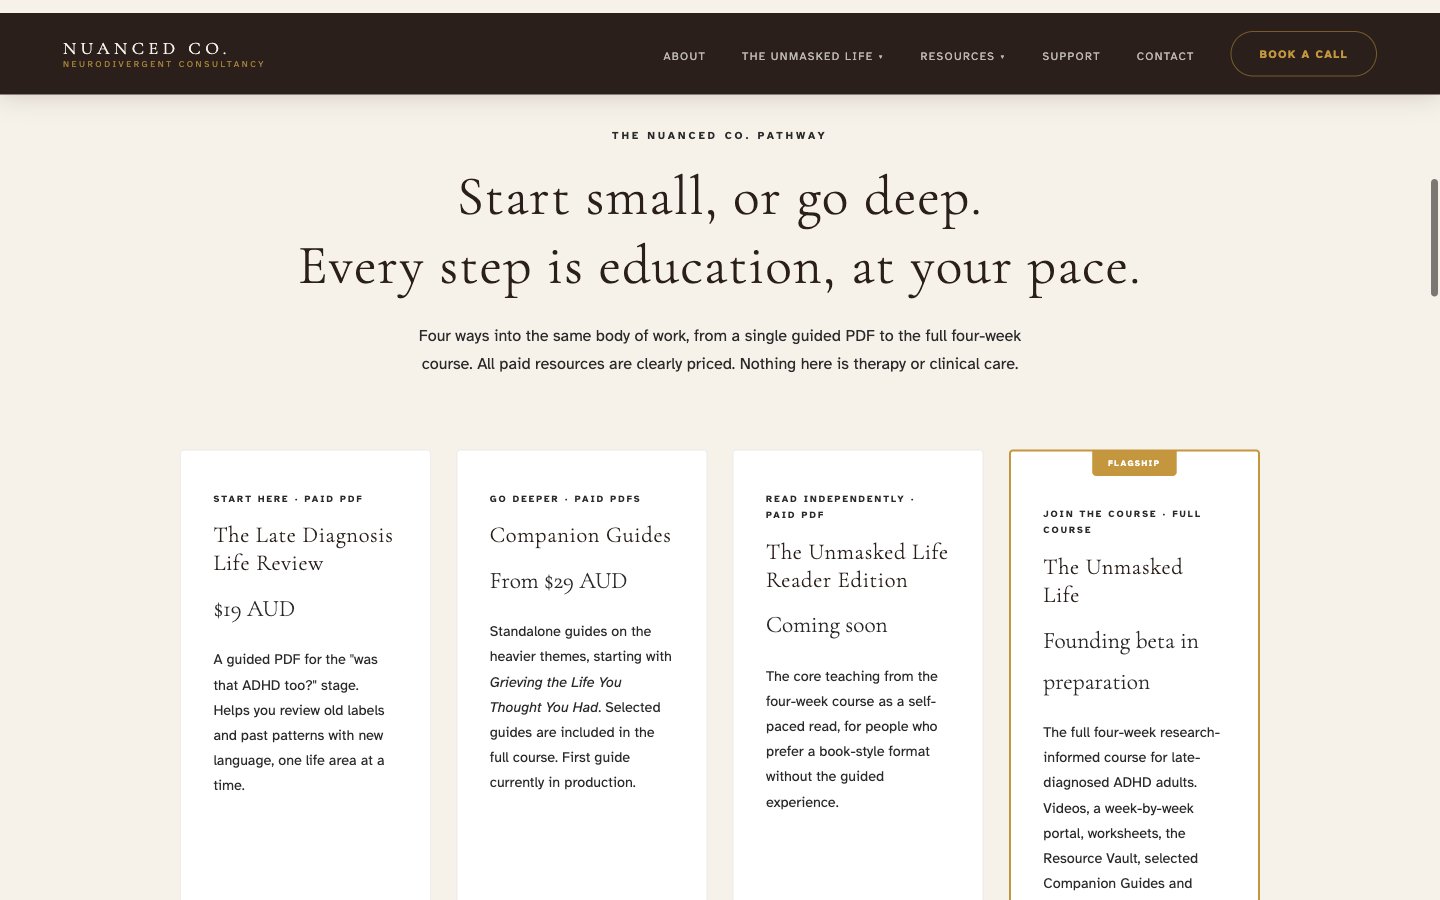 NUANCED CO.
NEURODIVERGENT CONSULTANCY
ABOUT
THE UNMASKED LIFE
RESOURCES
SUPPORT
CONTACT
BOOK A CALL
THE NUANCED CO. PATHWAY
Start small, or go deep.
Every step is education, at your pace.
Four ways into the same body of work, from a single guided PDF to the full four-week
course. All paid resources are clearly priced. Nothing here is therapy or clinical care.
START HERE · PAID PDF
The Late Diagnosis
Life Review
$19 AUD
A guided PDF for the "was
that ADHD too?" stage.
Helps you review old labels
and past patterns with new
language, one life area at a
time.
GO DEEPER · PAID PDFS
Companion Guides
From $29 AUD
Standalone guides on the
heavier themes, starting with
Grieving the Life You
Thought You Had. Selected
guides are included in the
full course. First guide
currently in production.
READ INDEPENDENTLY ·
PAID PDF
The Unmasked Life
Reader Edition
Coming soon
The core teaching from the
four-week course as a self-
paced read, for people who
prefer a book-style format
without the guided
experience.
FLAGSHIP
JOIN THE COURSE · FULL
COURSE
The Unmasked
Life
Founding beta in
preparation
The full four-week research-
informed course for late-
diagnosed ADHD adults.
Videos, a week-by-week
portal, worksheets, the
Resource Vault, selected
Companion Guides and